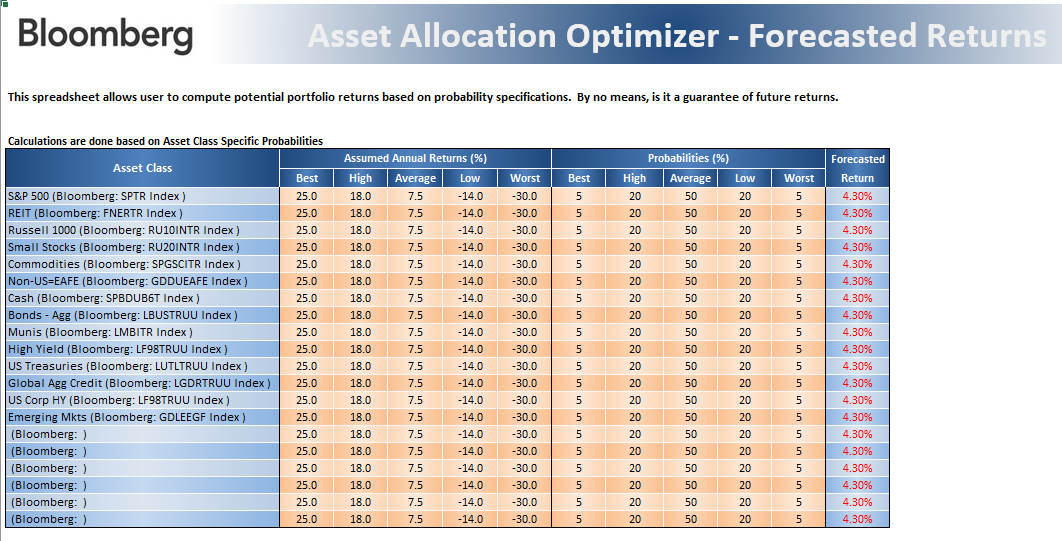 Bloomberg
Asset Allocation Optimizer - Forecasted Returns
This spreadsheet allows user to compute potential portfolio returns based on probability specifications. By no means, is it a guarantee of future returns.
Calculations are done based on Asset Class Specific Probabilities
Asset Class Assumed Annual Returns (%) Probabilities (%) Forecasted Return
Best High Average Low Worst Best High Average Low Worst
S&P 500 (Bloomberg: SPTR Index ) 25.0 18.0 7.5 -14.0 -30.0 5 20 50 20 5 4.30%
REIT (Bloomberg: FNERTR Index ) 25.0 18.0 7.5 -14.0 -30.0 5 20 50 20 5 4.30%
Russell 1000 (Bloomberg: RU10INTR Index ) 25.0 18.0 7.5 -14.0 -30.0 5 20 50 20 5 4.30%
Small Stocks (Bloomberg: RU20INTR Index ) 25.0 18.0 7.5 -14.0 -30.0 5 20 50 20 5 4.30%
Commodities (Bloomberg: SPGSCITR Index ) 25.0 18.0 7.5 -14.0 -30.0 5 20 50 20 5 4.30%
Non-US=EAFE (Bloomberg: GDDUEAFE Index ) 25.0 18.0 7.5 -14.0 -30.0 5 20 50 20 5 4.30%
Cash (Bloomberg: SPBDUB6T Index ) 25.0 18.0 7.5 -14.0 -30.0 5 20 50 20 5 4.30%
Bonds - Agg (Bloomberg: LBUSTRUU Index ) 25.0 18.0 7.5 -14.0 -30.0 5 20 50 20 5 4.30%
Munis (Bloomberg: LMBITR Index ) 25.0 18.0 7.5 -14.0 -30.0 5 20 50 20 5 4.30%
High Yield (Bloomberg: LF98TRUU Index ) 25.0 18.0 7.5 -14.0 -30.0 5 20 50 20 5 4.30%
US Treasuries (Bloomberg: LUTLTRUU Index ) 25.0 18.0 7.5 -14.0 -30.0 5 20 50 20 5 4.30%
Global Agg Credit (Bloomberg: LGDRTRUU Index ) 25.0 18.0 7.5 -14.0 -30.0 5 20 50 20 5 4.30%
US Corp HY (Bloomberg: LF98TRUU Index ) 25.0 18.0 7.5 -14.0 -30.0 5 20 50 20 5 4.30%
Emerging Mkts (Bloomberg: GDLEEGF Index ) 25.0 18.0 7.5 -14.0 -30.0 5 20 50 20 5 4.30%
(Bloomberg: ) 25.0 18.0 7.5 -14.0 -30.0 5 20 50 20 5 4.30%
(Bloomberg: ) 25.0 18.0 7.5 -14.0 -30.0 5 20 50 20 5 4.30%
(Bloomberg: ) 25.0 18.0 7.5 -14.0 -30.0 5 20 50 20 5 4.30%
(Bloomberg: ) 25.0 18.0 7.5 -14.0 -30.0 5 20 50 20 5 4.30%
(Bloomberg: ) 25.0 18.0 7.5 -14.0 -30.0 5 20 50 20 5 4.30%
(Bloomberg: ) 25.0 18.0 7.5 -14.0 -30.0 5 20 50 20 5 4.30%